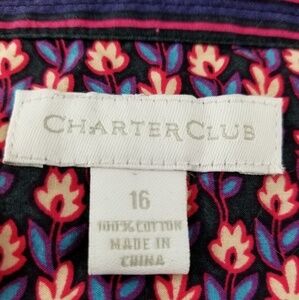 CHARTER CLUB
16
100% COTTON
MADE IN
CHINA